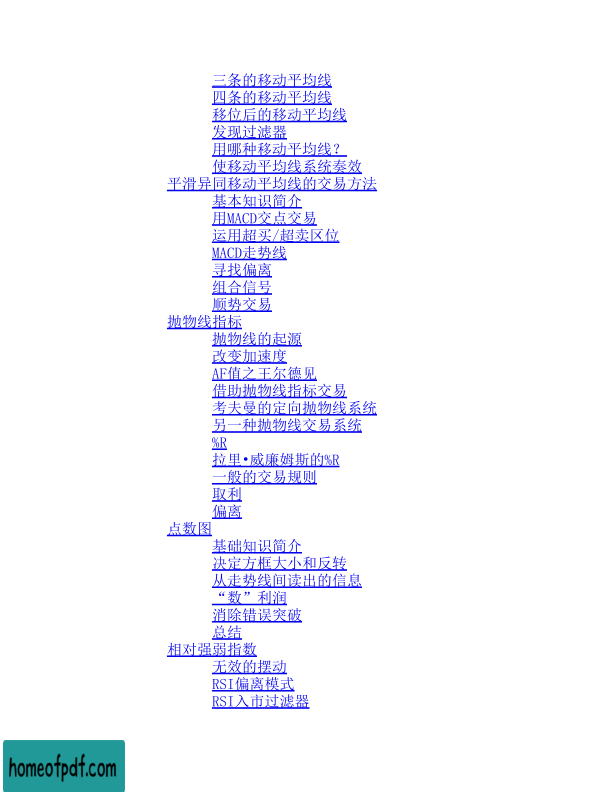 三条的移动平均线
四条的移动平均线
移位后的移动平均线
发现过滤器
用哪种移动平均线？
使移动平均线系统奏效
平滑异同移动平均线的交易方法
基本知识简介
用MACD交点交易
运用超买/超卖区位
MACD走势线
寻找偏离
组合信号
顺势交易
抛物线指标
抛物线的起源
改变加速度
AF值之王尔德见
借助抛物线指标交易
考夫曼的定向抛物线系统
另一种抛物线交易系统
%R
拉里•威廉姆斯的%R
一般的交易规则
取利
偏离
点数图
基础知识简介
决定方框大小和反转
从走势线间读出的信息
“数”利润
消除错误突破
总结
相对强弱指数
无效的摆动
RSI偏离模式
RSI入市过滤器
homeofpdf.com